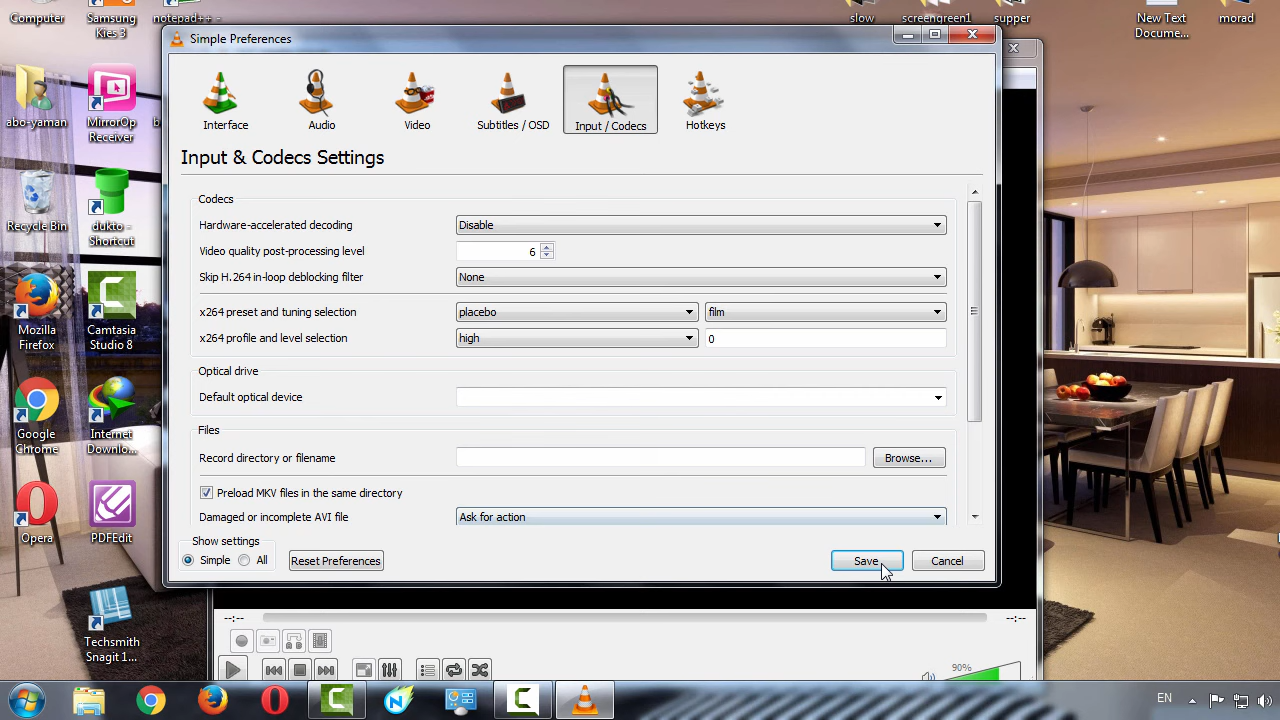 Computer
Samsung
Kies 3
notepad++ -
slow
screengreen1
supper
New Text
Docume...
morad
Simple Preferences
abo-yaman
MirrorOp
Receiver
b
Interface
Audio
Video
Subtitles / OSD
Input / Codecs
Hotkeys
Input & Codecs Settings
Codecs
Hardware-accelerated decoding
Disable
Video quality post-processing level
6
Skip H.264 in-loop deblocking filter
None
x264 preset and tuning selection
placebo
film
x264 profile and level selection
high
0
Optical drive
Default optical device
Files
Record directory or filename
Browse...
Preload MKV files in the same directory
Damaged or incomplete AVI file
Ask for action
Show settings
Simple
All
Reset Preferences
Save
Cancel
Recycle Bin
dukto -
Shortcut
Mozilla
Firefox
Camtasia
Studio 8
Google
Chrome
Internet
Downlo...
Opera
PDFEdit
Techsmith
Snagit 1...
--:--
--:--
90%
EN